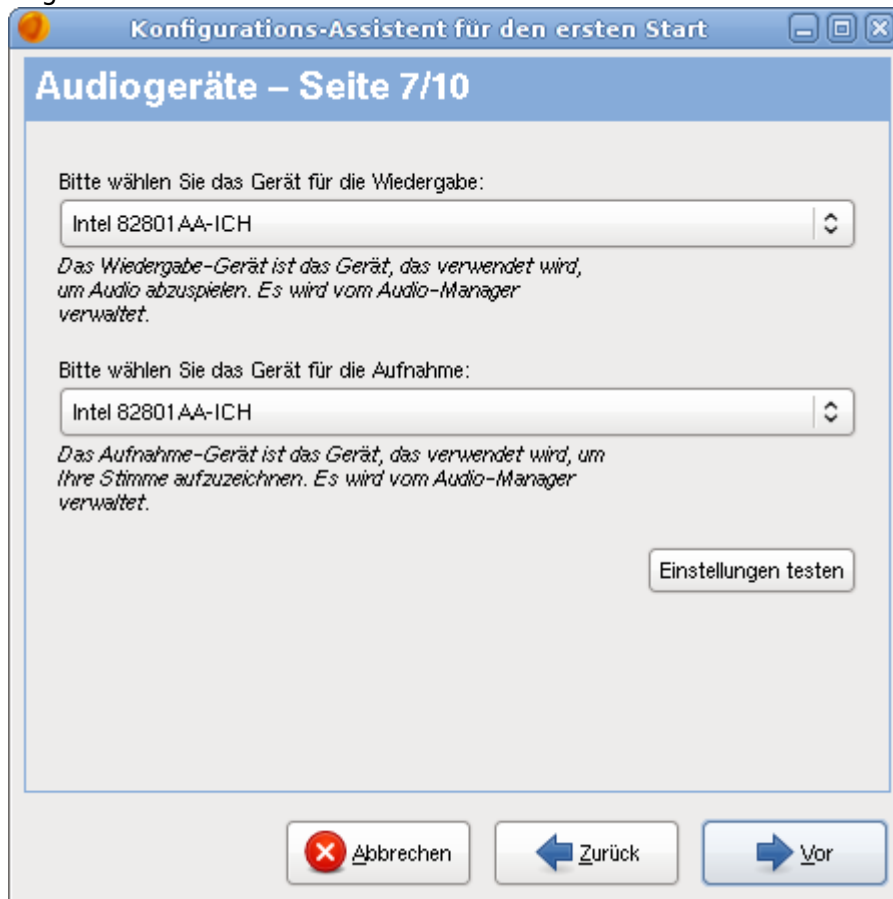 Konfigurations-Assistent für den ersten Start
Audiogeräte – Seite 7/10
Bitte wählen Sie das Gerät für die Wiedergabe:
Intel 82801AA-ICH
Das Wiedergabe-Gerät ist das Gerät, das verwendet wird,
um Audio abzuspielen. Es wird vom Audio-Manager
verwaltet.
Bitte wählen Sie das Gerät für die Aufnahme:
Intel 82801AA-ICH
Das Aufnahme-Gerät ist das Gerät, das verwendet wird, um
Ihre Stimme aufzuzeichnen. Es wird vom Audio-Manager
verwaltet.
Einstellungen testen
Abbrechen
Zurück
Vor